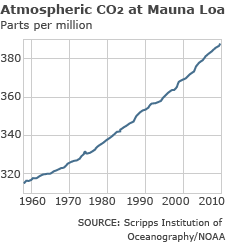 Atmospheric CO2 at Mauna Loa
Parts per million
380
360
340
320
1960 1970 1980 1990 2000 2010
SOURCE: Scripps Institution of
Oceanography/NOAA